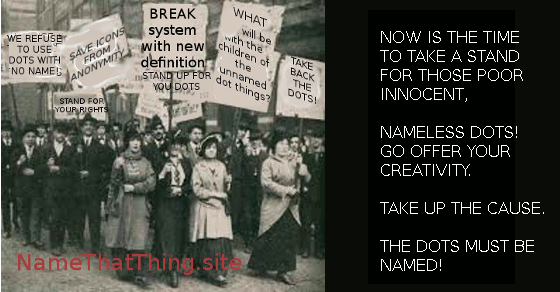 WE REFUSE
TO USE
DOTS WITH
NO NAME!
SAVE ICONS
FROM
ANONYMITY
STAND FOR
YOUR RIGHTS
BREAK
system
with new
definition
STAND UP FOR
YOU DOTS
WHAT
will be
with the
children of
the
unnamed
dot things?
TAKE
BACK
THE
DOTS!
NameThatThing.site
NOW IS THE TIME
TO TAKE A STAND
FOR THOSE POOR
INNOCENT,
NAMELESS DOTS!
GO OFFER YOUR
CREATIVITY.
TAKE UP THE CAUSE.
THE DOTS MUST BE
NAMED!